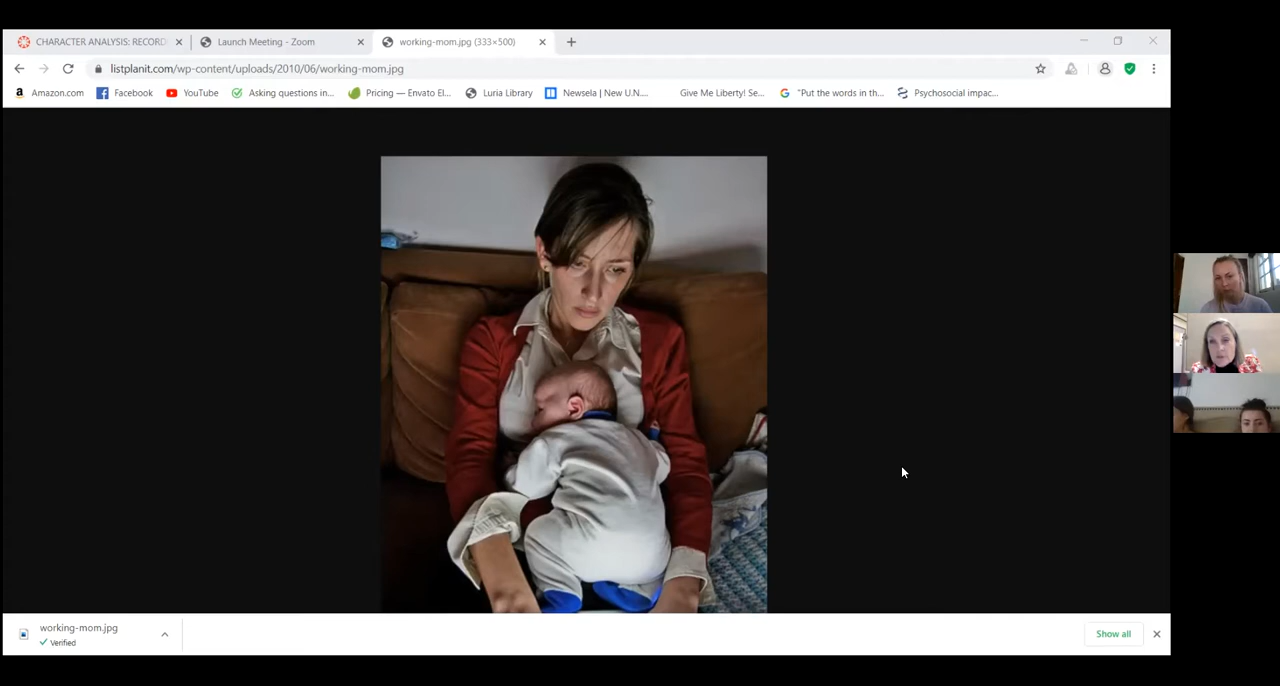 CHARACTER ANALYSIS: RECORD
Launch Meeting - Zoom
working-mom.jpg (333×500)
listplanit.com/wp-content/uploads/2010/06/working-mom.jpg
Amazon.com
Facebook
YouTube
Asking questions in...
Pricing — Envato El...
Luria Library
Newsela | New U.N....
Give Me Liberty! Se...
"Put the words in th...
Psychosocial impac...
working-mom.jpg
Verified
Show all